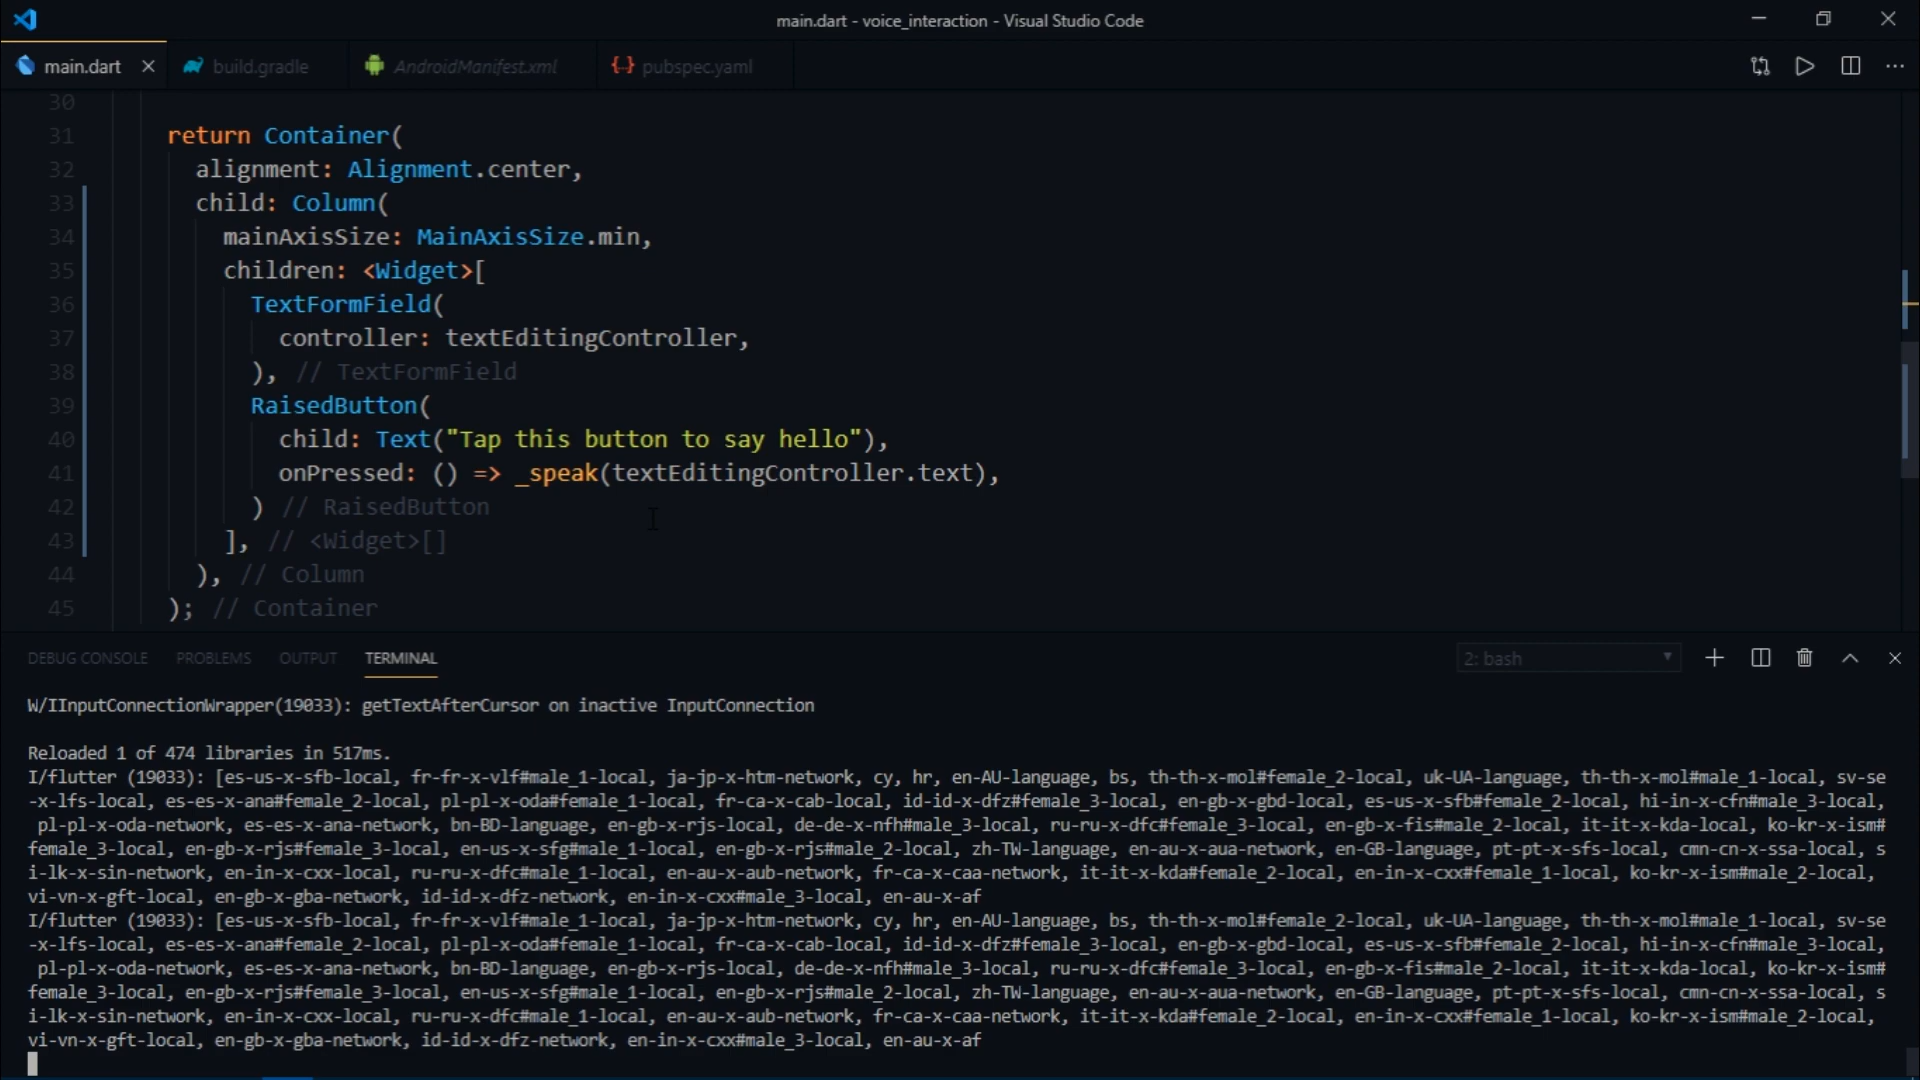 main.dart - voice_interaction - Visual Studio Code
main.dart build.gradle AndroidManifest.xml {..} pubspec.yaml
30
31 return Container(
32 alignment: Alignment.center,
33 child: Column(
34 mainAxisSize: MainAxisSize.min,
35 children: <Widget>[
36 TextFormField(
37 controller: textEditingController,
38 ), // TextFormField
39 RaisedButton(
40 child: Text("Tap this button to say hello"),
41 onPressed: () => _speak(textEditingController.text),
42 ) // RaisedButton
43 ], // <Widget>[]
44 ), // Column
45 ); // Container
DEBUG CONSOLE PROBLEMS OUTPUT TERMINAL 2: bash
W/IInputConnectionWrapper(19033): getTextAfterCursor on inactive InputConnection
Reloaded 1 of 474 libraries in 517ms.
I/flutter (19033): [es-us-x-sfb-local, fr-fr-x-vlf#male_1-local, ja-jp-x-htm-network, cy, hr, en-AU-language, bs, th-th-x-mol#female_2-local, uk-UA-language, th-th-x-mol#male_1-local, sv-se
-x-lfs-local, es-es-x-ana#female_2-local, pl-pl-x-oda#female_1-local, fr-ca-x-cab-local, id-id-x-dfz#female_3-local, en-gb-x-gbd-local, es-us-x-sfb#female_2-local, hi-in-x-cfn#male_3-local,
pl-pl-x-oda-network, es-es-x-ana-network, bn-BD-language, en-gb-x-rjs-local, de-de-x-nfh#male_3-local, ru-ru-x-dfc#female_3-local, en-gb-x-fis#male_2-local, it-it-x-kda-local, ko-kr-x-ism#
female_3-local, en-gb-x-rjs#female_3-local, en-us-x-sfg#male_1-local, en-gb-x-rjs#male_2-local, zh-TW-language, en-au-x-aua-network, en-GB-language, pt-pt-x-sfs-local, cmn-cn-x-ssa-local, s
i-lk-x-sin-network, en-in-x-cxx-local, ru-ru-x-dfc#male_1-local, en-au-x-aub-network, fr-ca-x-caa-network, it-it-x-kda#female_2-local, en-in-x-cxx#female_1-local, ko-kr-x-ism#male_2-local,
vi-vn-x-gft-local, en-gb-x-gba-network, id-id-x-dfz-network, en-in-x-cxx#male_3-local, en-au-x-af
I/flutter (19033): [es-us-x-sfb-local, fr-fr-x-vlf#male_1-local, ja-jp-x-htm-network, cy, hr, en-AU-language, bs, th-th-x-mol#female_2-local, uk-UA-language, th-th-x-mol#male_1-local, sv-se
-x-lfs-local, es-es-x-ana#female_2-local, pl-pl-x-oda#female_1-local, fr-ca-x-cab-local, id-id-x-dfz#female_3-local, en-gb-x-gbd-local, es-us-x-sfb#female_2-local, hi-in-x-cfn#male_3-local,
pl-pl-x-oda-network, es-es-x-ana-network, bn-BD-language, en-gb-x-rjs-local, de-de-x-nfh#male_3-local, ru-ru-x-dfc#female_3-local, en-gb-x-fis#male_2-local, it-it-x-kda-local, ko-kr-x-ism#
female_3-local, en-gb-x-rjs#female_3-local, en-us-x-sfg#male_1-local, en-gb-x-rjs#male_2-local, zh-TW-language, en-au-x-aua-network, en-GB-language, pt-pt-x-sfs-local, cmn-cn-x-ssa-local, s
i-lk-x-sin-network, en-in-x-cxx-local, ru-ru-x-dfc#male_1-local, en-au-x-aub-network, fr-ca-x-caa-network, it-it-x-kda#female_2-local, en-in-x-cxx#female_1-local, ko-kr-x-ism#male_2-local,
vi-vn-x-gft-local, en-gb-x-gba-network, id-id-x-dfz-network, en-in-x-cxx#male_3-local, en-au-x-af